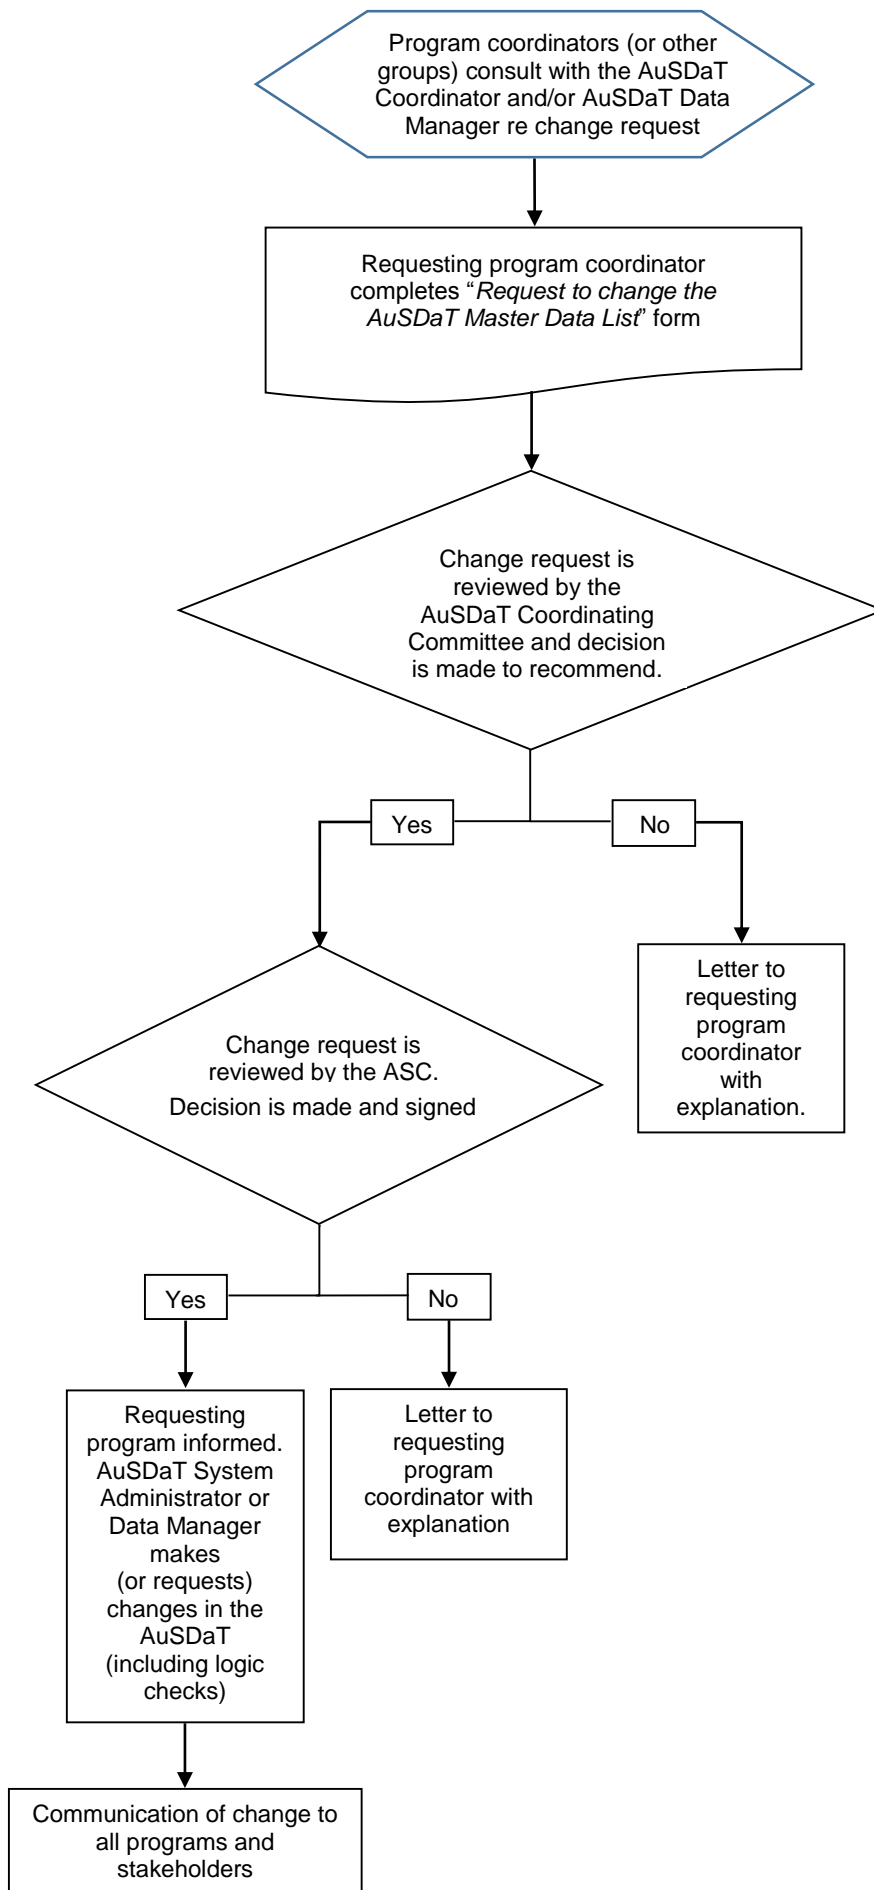 Program coordinators (or other
groups) consult with the AuSDaT
Coordinator and/or AuSDaT Data
Manager re change request
Requesting program coordinator
completes “Request to change the
AuSDaT Master Data List” form
Change request is
reviewed by the
AuSDaT Coordinating
Committee and decision
is made to recommend.
Yes
No
Letter to
requesting
program
coordinator
with
explanation.
Change request is
reviewed by the ASC.
Decision is made and signed
Yes
No
Requesting
program informed.
AuSDaT System
Administrator or
Data Manager
makes
(or requests)
changes in the
AuSDaT
(including logic
checks)
Letter to
requesting
program
coordinator with
explanation
Communication of change to
all programs and
stakeholders